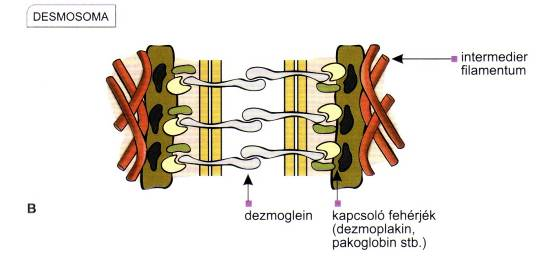 DESMOSOMA
intermedier
filamentum
B
dezmoglein
kapcsoló fehérjék
(dezmoplakin,
pakoglobin stb.)